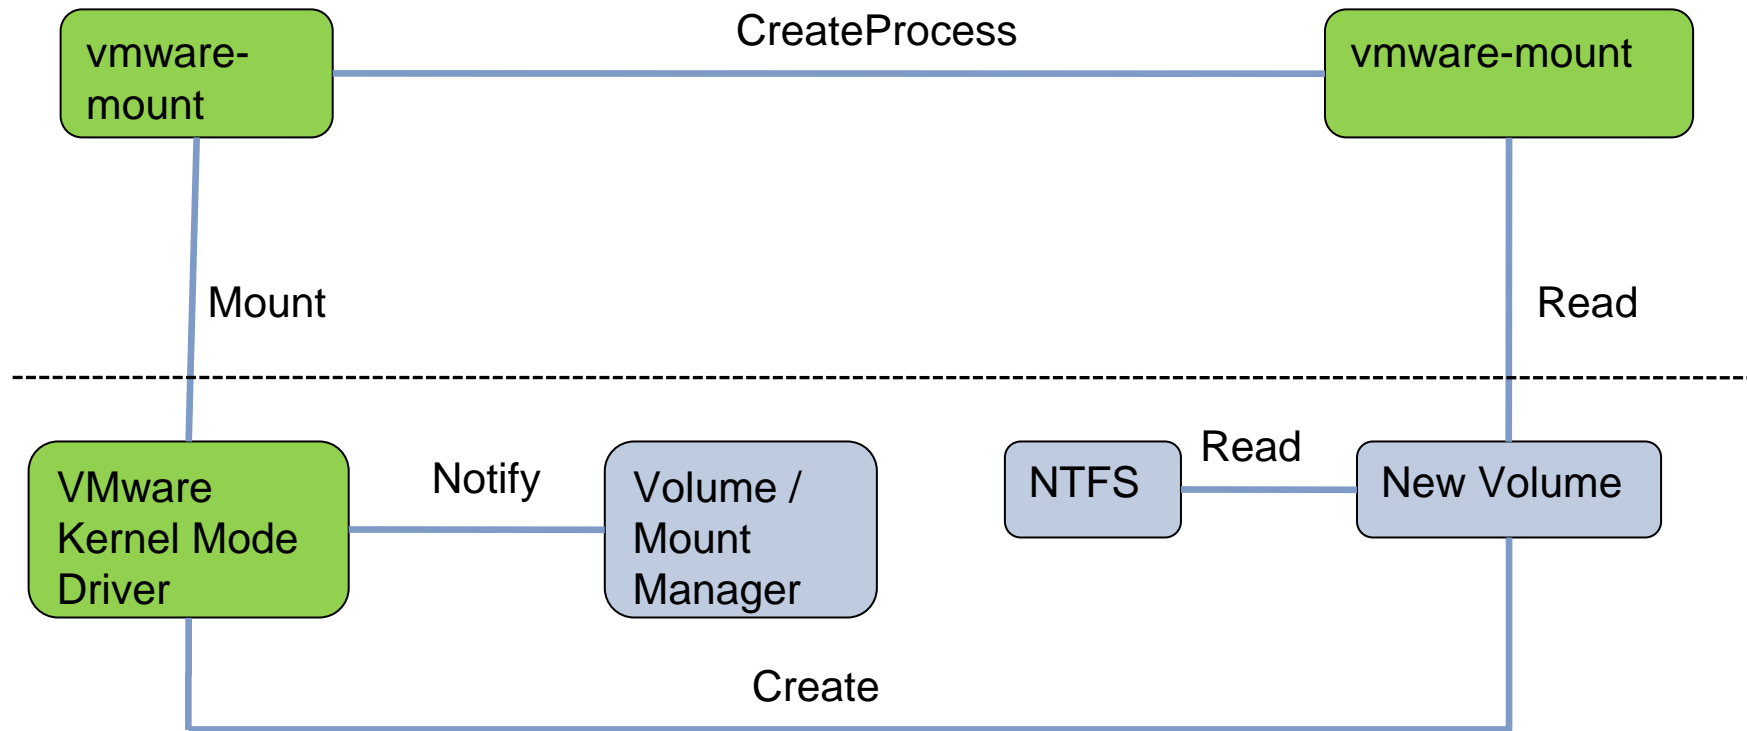 vmware-
mount
CreateProcess
vmware-mount
Mount
Read
VMware
Kernel Mode
Driver
Notify
Volume /
Mount
Manager
NTFS
Read
New Volume
Create